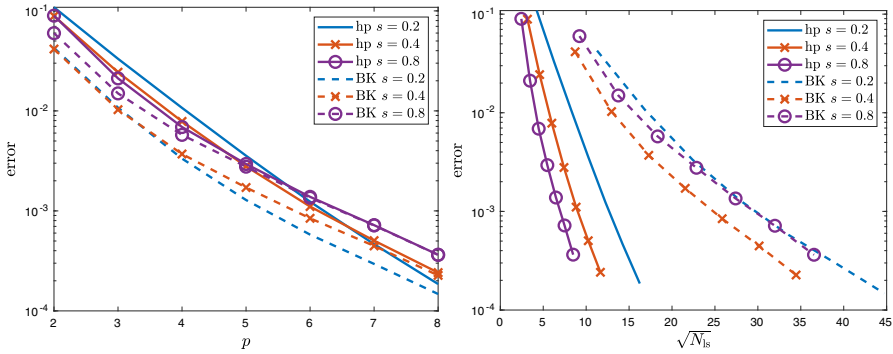 10⁻¹
10⁻²
10⁻³
10⁻⁴
error
2
3
4
5
6
7
8
p
hp s = 0.2
hp s = 0.4
hp s = 0.8
BK s = 0.2
BK s = 0.4
BK s = 0.8
10⁻¹
10⁻²
10⁻³
10⁻⁴
error
0
5
10
15
20
25
30
35
40
45
√N_ls
hp s = 0.2
hp s = 0.4
hp s = 0.8
BK s = 0.2
BK s = 0.4
BK s = 0.8